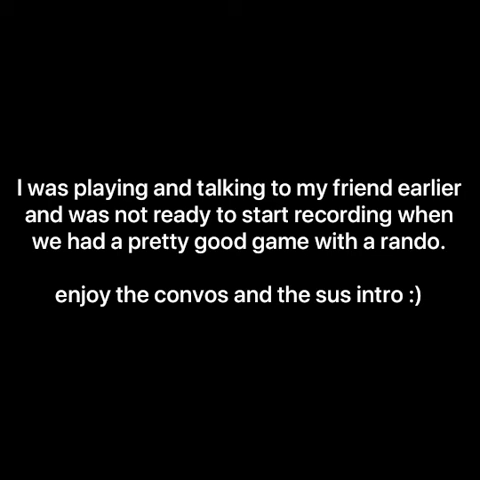 I was playing and talking to my friend earlier
and was not ready to start recording when
we had a pretty good game with a rando.
enjoy the convos and the sus intro :)